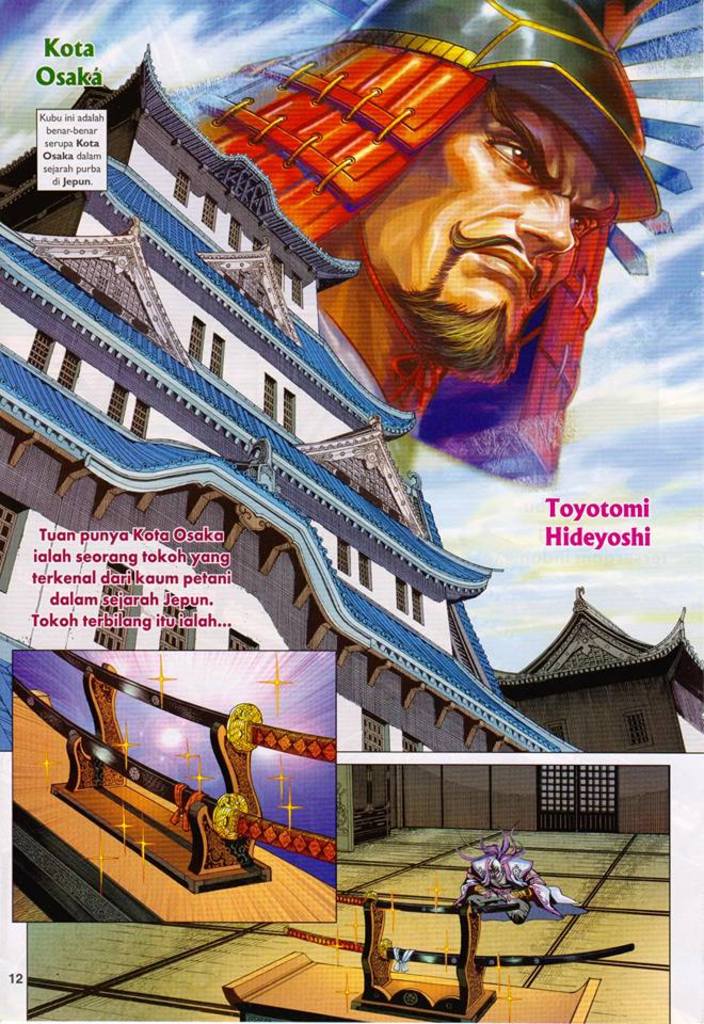 Kota
Osaka
Kubu ini adalah
benar-benar
serupa Kota
Osaka dalam
sejarah purba
di Jepun.
Toyotomi
Hideyoshi
Tuan punya Kota Osaka
ialah seorang tokoh yang
terkenal dari kaum petani
dalam sejarah Jepun.
Tokoh terbilang itu ialah...
12